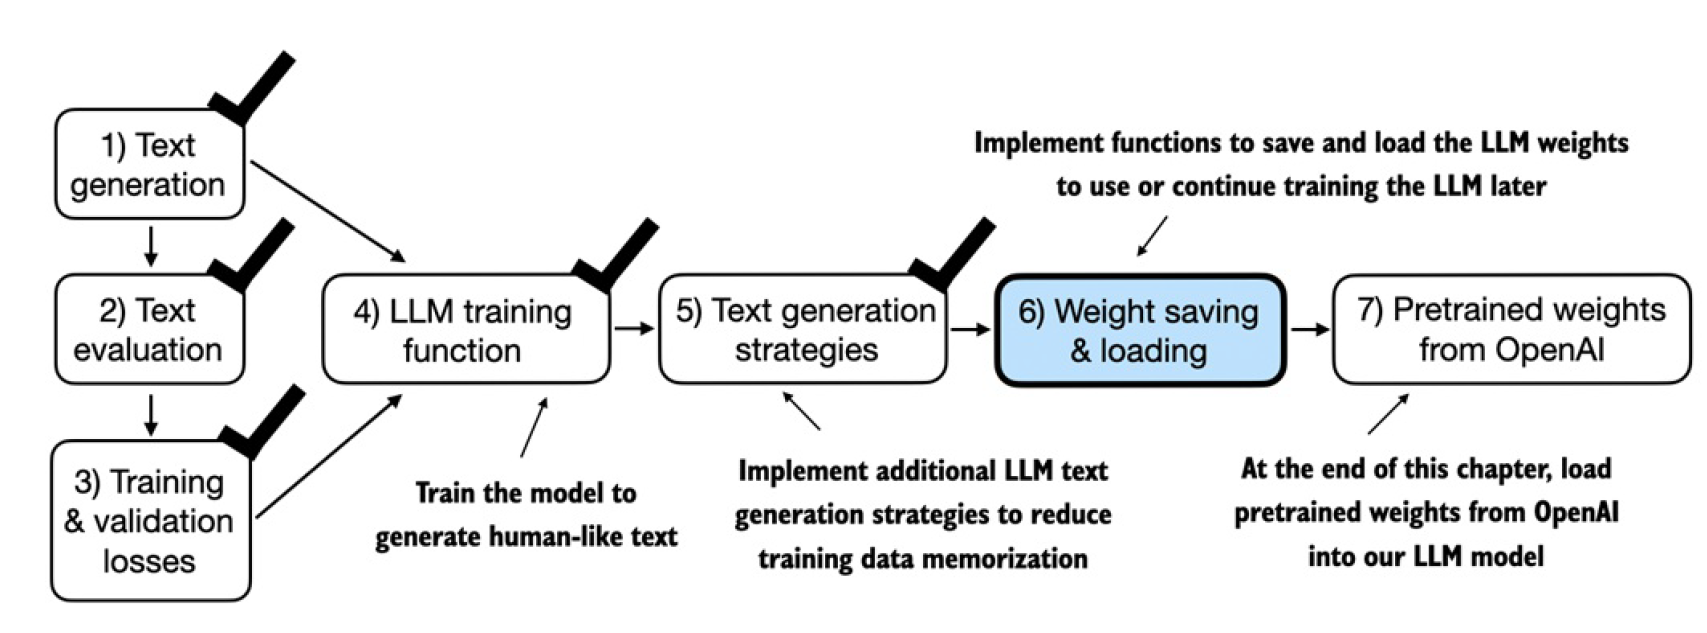 1) Text
generation
2) Text
evaluation
3) Training
& validation
losses
4) LLM training
function
Train the model to
generate human-like text
5) Text generation
strategies
Implement additional LLM text
generation strategies to reduce
training data memorization
Implement functions to save and load the LLM weights
to use or continue training the LLM later
6) Weight saving
& loading
7) Pretrained weights
from OpenAI
At the end of this chapter, load
pretrained weights from OpenAI
into our LLM model